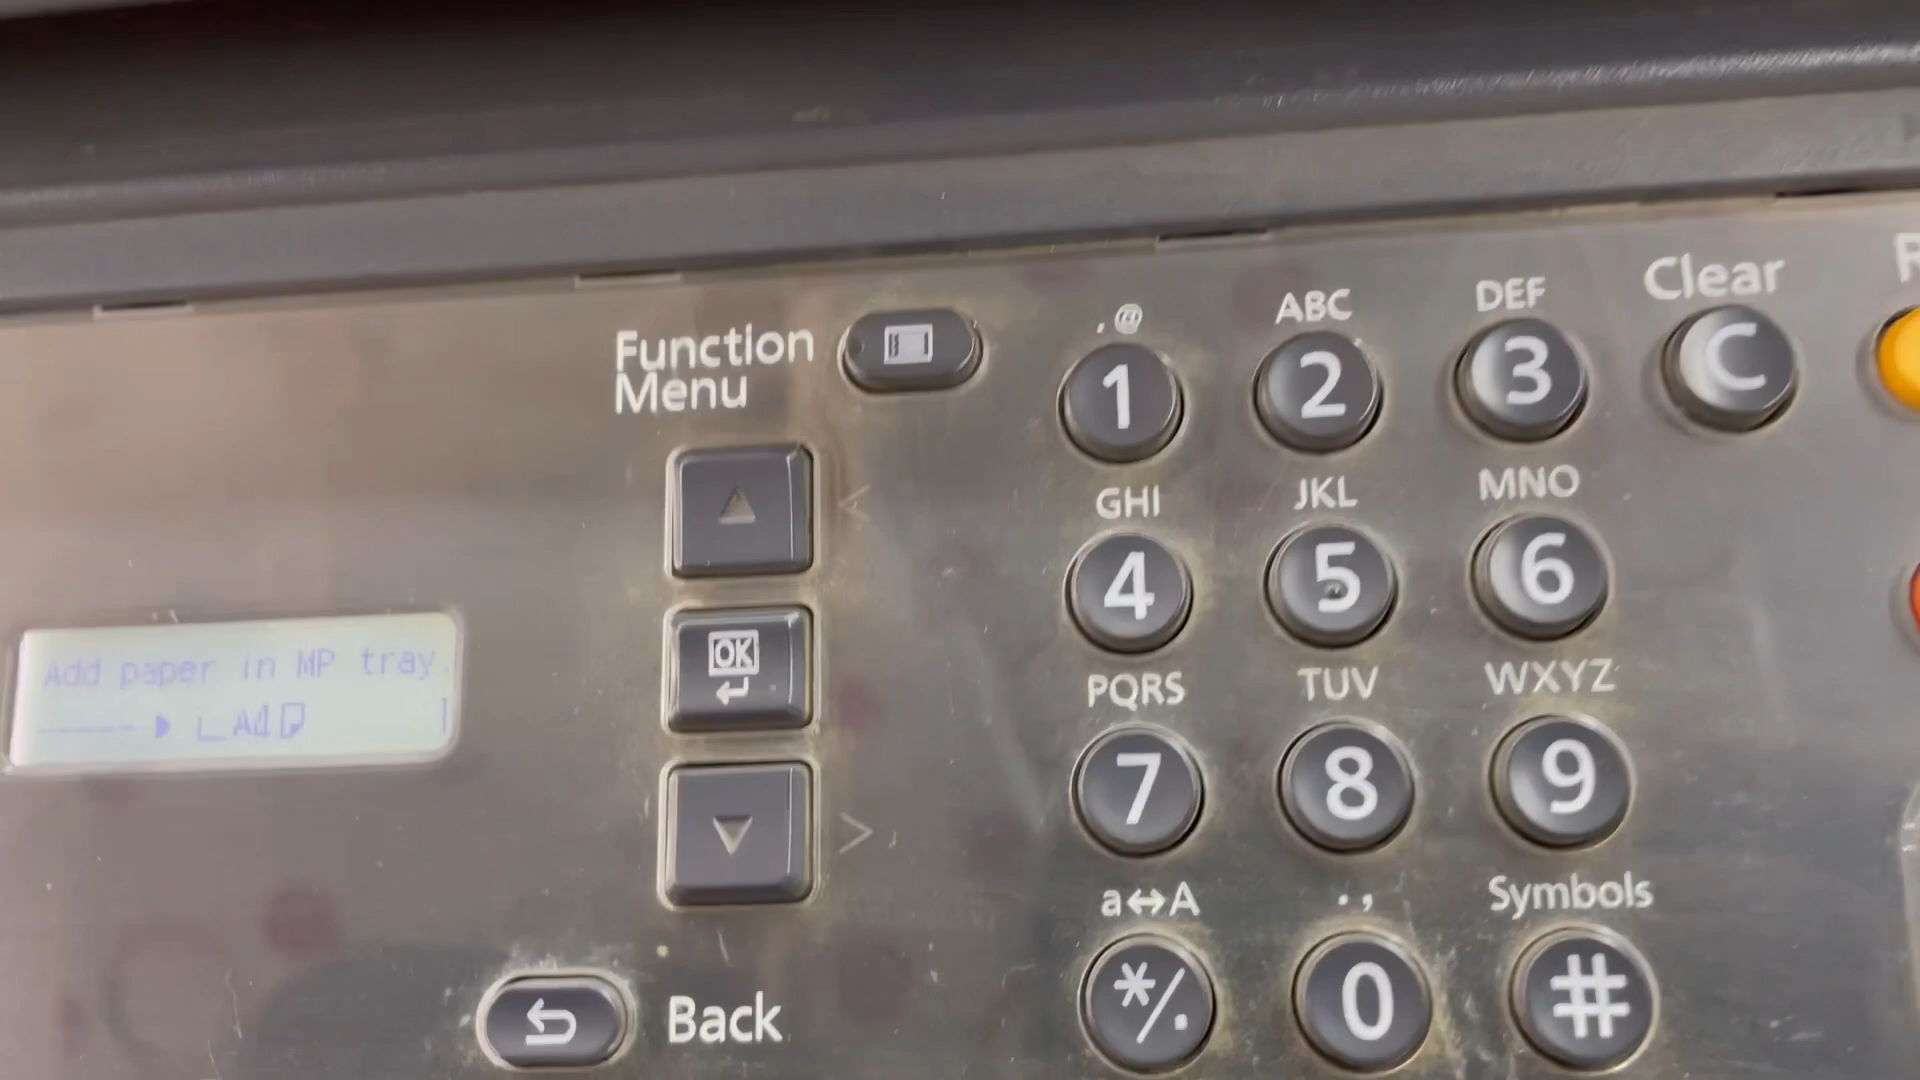 Function
Menu
Add paper in MP tray.
A4
OK
Back
.@
1
ABC
2
DEF
3
Clear
C
R
GHI
4
JKL
5
MNO
6
PQRS
7
TUV
8
WXYZ
9
a↔A
*/.
.,
0
Symbols
#